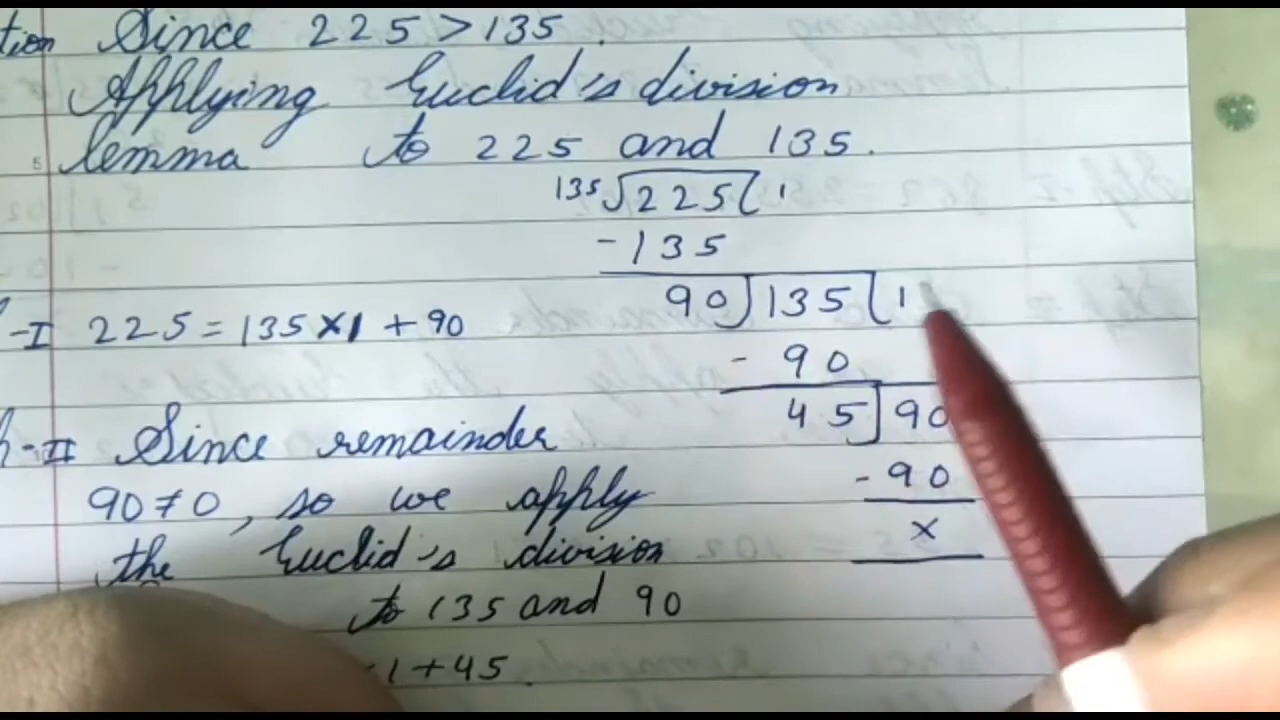 tion Since 225 > 135.
Applying Euclid's division
lemma to 225 and 135.
135 225 1
- 135
90 135 1
-I 225 = 135 × 1 + 90
- 90
45 90
-II Since remainder
- 90
90 ≠ 0, so we apply
×
the Euclid's division
to 135 and 90
1 + 45.